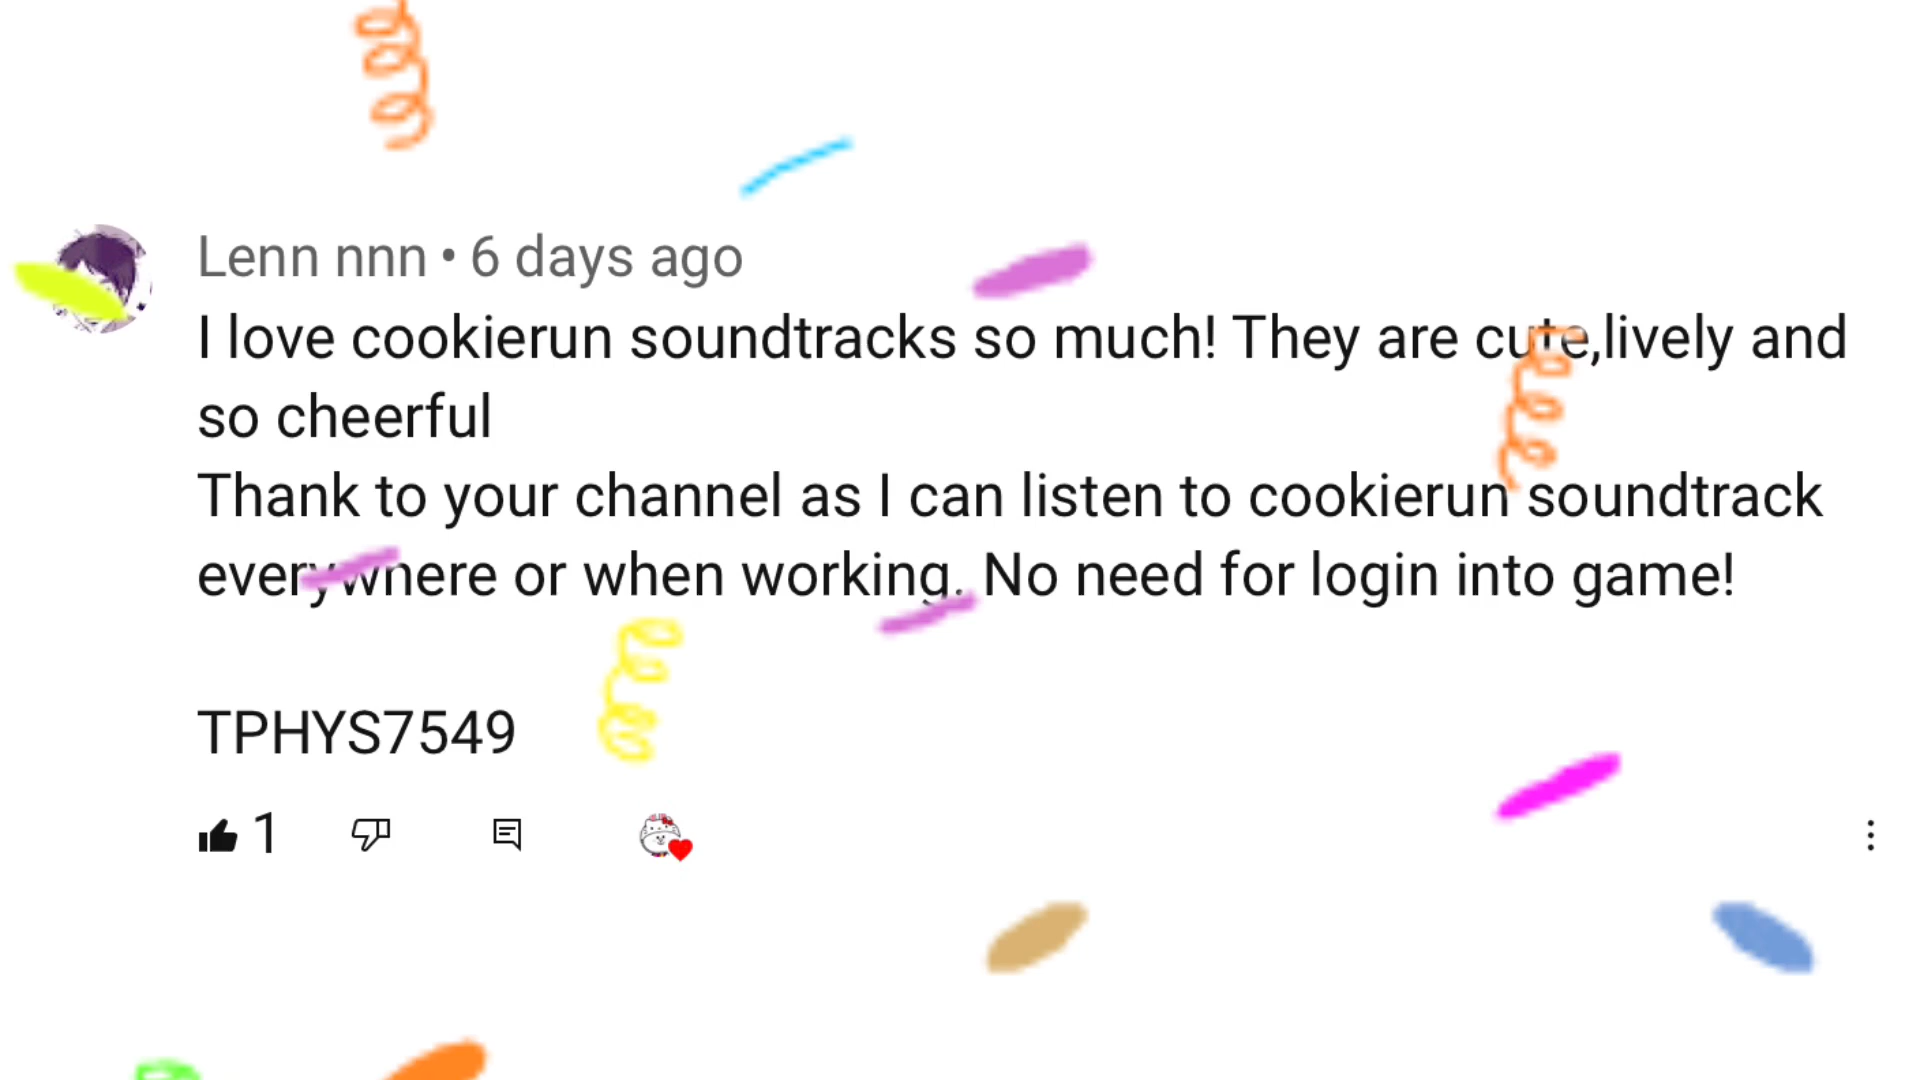 Lenn nnn • 6 days ago
I love cookierun soundtracks so much! They are cute,lively and
so cheerful
Thank to your channel as I can listen to cookierun soundtrack
everywhere or when working. No need for login into game!
TPHYS7549
1